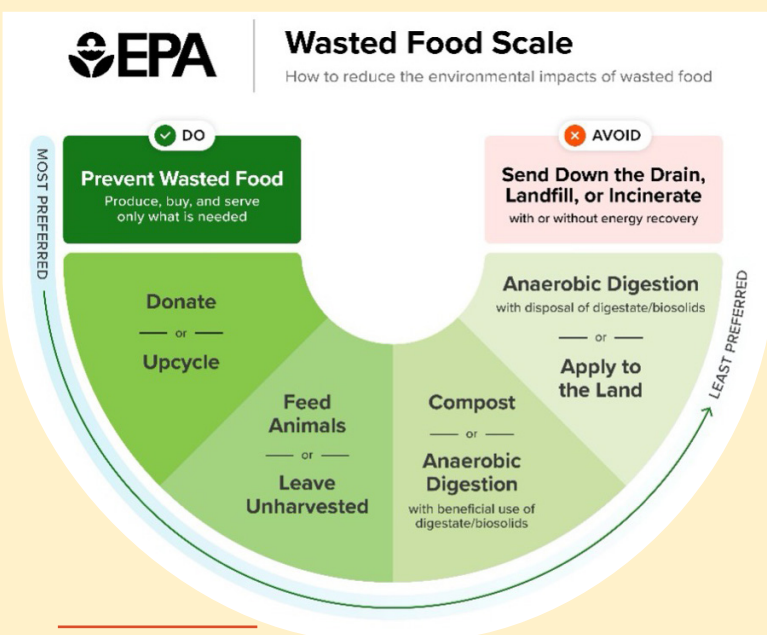 EPA
Wasted Food Scale
How to reduce the environmental impacts of wasted food
DO
Prevent Wasted Food
Produce, buy, and serve
only what is needed
AVOID
Send Down the Drain,
Landfill, or Incinerate
with or without energy recovery
MOST PREFERRED
Donate
or
Upcycle
Feed
Animals
or
Leave
Unharvested
Compost
or
Anaerobic
Digestion
with beneficial use of
digestate/biosolids
Anaerobic Digestion
with disposal of digestate/biosolids
or
Apply to
the Land
LEAST PREFERRED